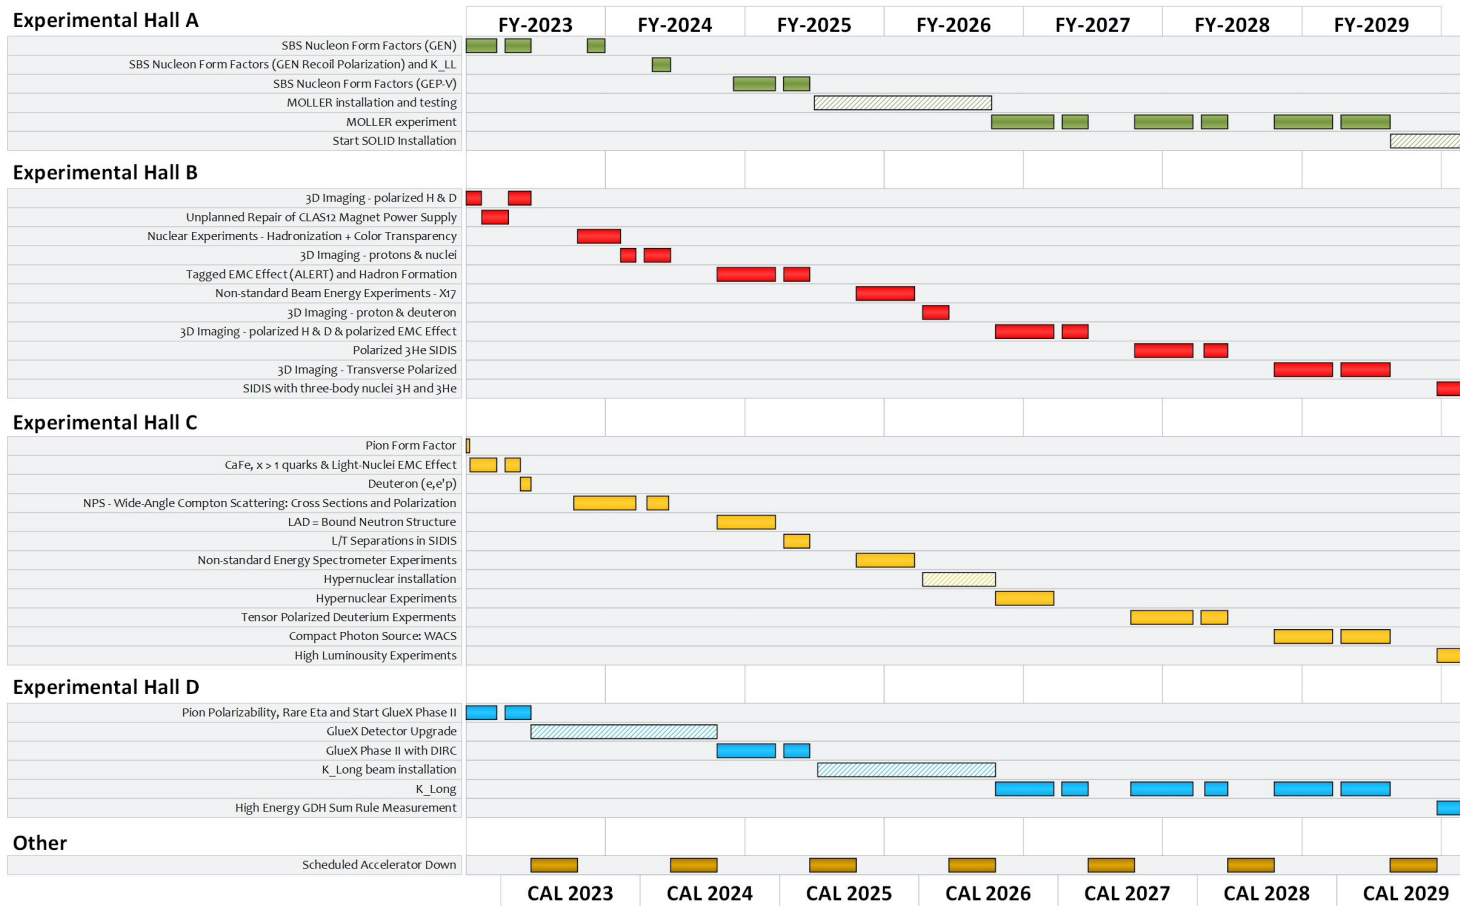 Experimental Hall A
FY-2023 FY-2024 FY-2025 FY-2026 FY-2027 FY-2028 FY-2029
SBS Nucleon Form Factors (GEN)
SBS Nucleon Form Factors (GEN Recoil Polarization) and K_LL
SBS Nucleon Form Factors (GEP-V)
MOLLER installation and testing
MOLLER experiment
Start SOLID Installation
Experimental Hall B
3D Imaging - polarized H & D
Unplanned Repair of CLAS12 Magnet Power Supply
Nuclear Experiments - Hadronization + Color Transparency
3D Imaging - protons & nuclei
Tagged EMC Effect (ALERT) and Hadron Formation
Non-standard Beam Energy Experiments - X17
3D Imaging - proton & deuteron
3D Imaging - polarized H & D & polarized EMC Effect
Polarized 3He SIDIS
3D Imaging - Transverse Polarized
SIDIS with three-body nuclei 3H and 3He
Experimental Hall C
Pion Form Factor
CaFe, x > 1 quarks & Light-Nuclei EMC Effect
Deuteron (e,e'p)
NPS - Wide-Angle Compton Scattering: Cross Sections and Polarization
LAD = Bound Neutron Structure
L/T Separations in SIDIS
Non-standard Energy Spectrometer Experiments
Hypernuclear installation
Hypernuclear Experiments
Tensor Polarized Deuterium Experments
Compact Photon Source: WACS
High Luminousity Experiments
Experimental Hall D
Pion Polarizability, Rare Eta and Start GlueX Phase II
GlueX Detector Upgrade
GlueX Phase II with DIRC
K_Long beam installation
K_Long
High Energy GDH Sum Rule Measurement
Other
Scheduled Accelerator Down
CAL 2023 CAL 2024 CAL 2025 CAL 2026 CAL 2027 CAL 2028 CAL 2029